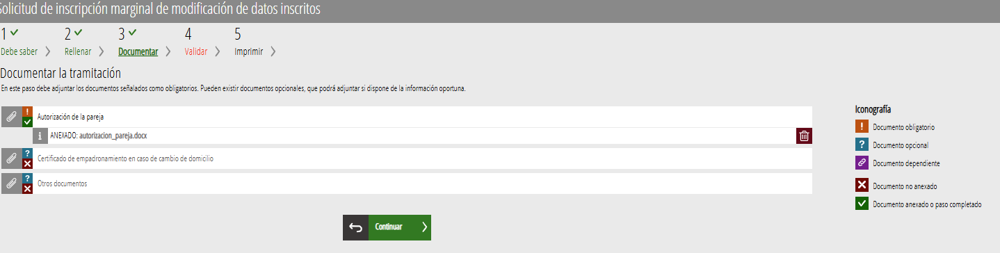 Solicitud de inscripción marginal de modificación de datos inscritos
1 2 3 4 5
Debe saber Rellenar Documentar Validar Imprimir
Documentar la tramitación
En este paso debe adjuntar los documentos señalados como obligatorios. Pueden existir documentos opcionales, que podrá adjuntar si dispone de la información oportuna.
Autorización de la pareja
ANEXADO: autorizacion_pareja.docx
Certificado de empadronamiento en caso de cambio de domicilio
Otros documentos
Continuar
Iconografía
! Documento obligatorio
? Documento opcional
Documento dependiente
Documento no anexado
Documento anexado o paso completado